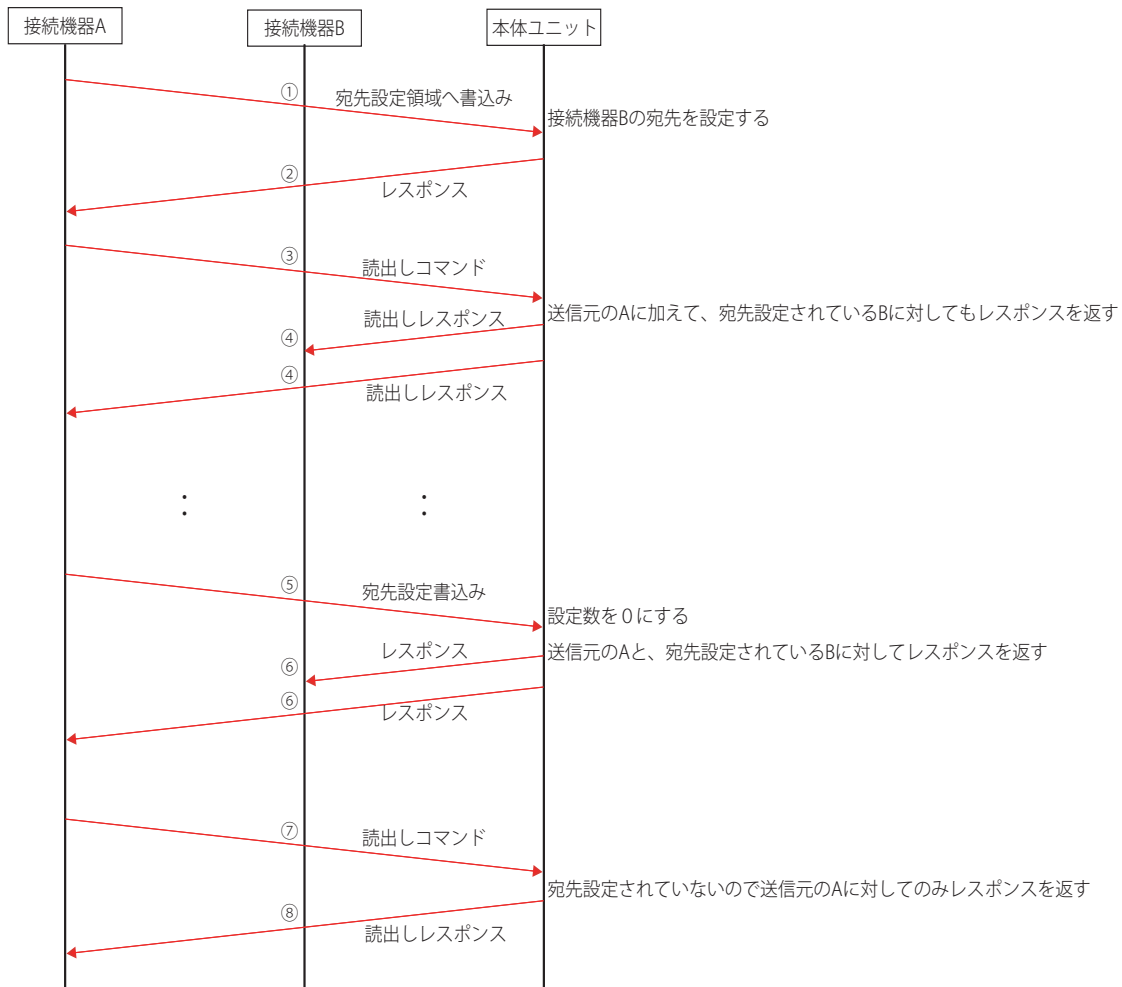 接続機器A
接続機器B
本体ユニット
①
宛先設定領域へ書込み
接続機器Bの宛先を設定する
②
レスポンス
③
読出しコマンド
送信元のAに加えて、宛先設定されているBに対してもレスポンスを返す
読出しレスポンス
④
④
読出しレスポンス
：
：
⑤
宛先設定書込み
設定数を０にする
レスポンス
送信元のAと、宛先設定されているBに対してレスポンスを返す
⑥
⑥
レスポンス
⑦
読出しコマンド
宛先設定されていないので送信元のAに対してのみレスポンスを返す
⑧
読出しレスポンス